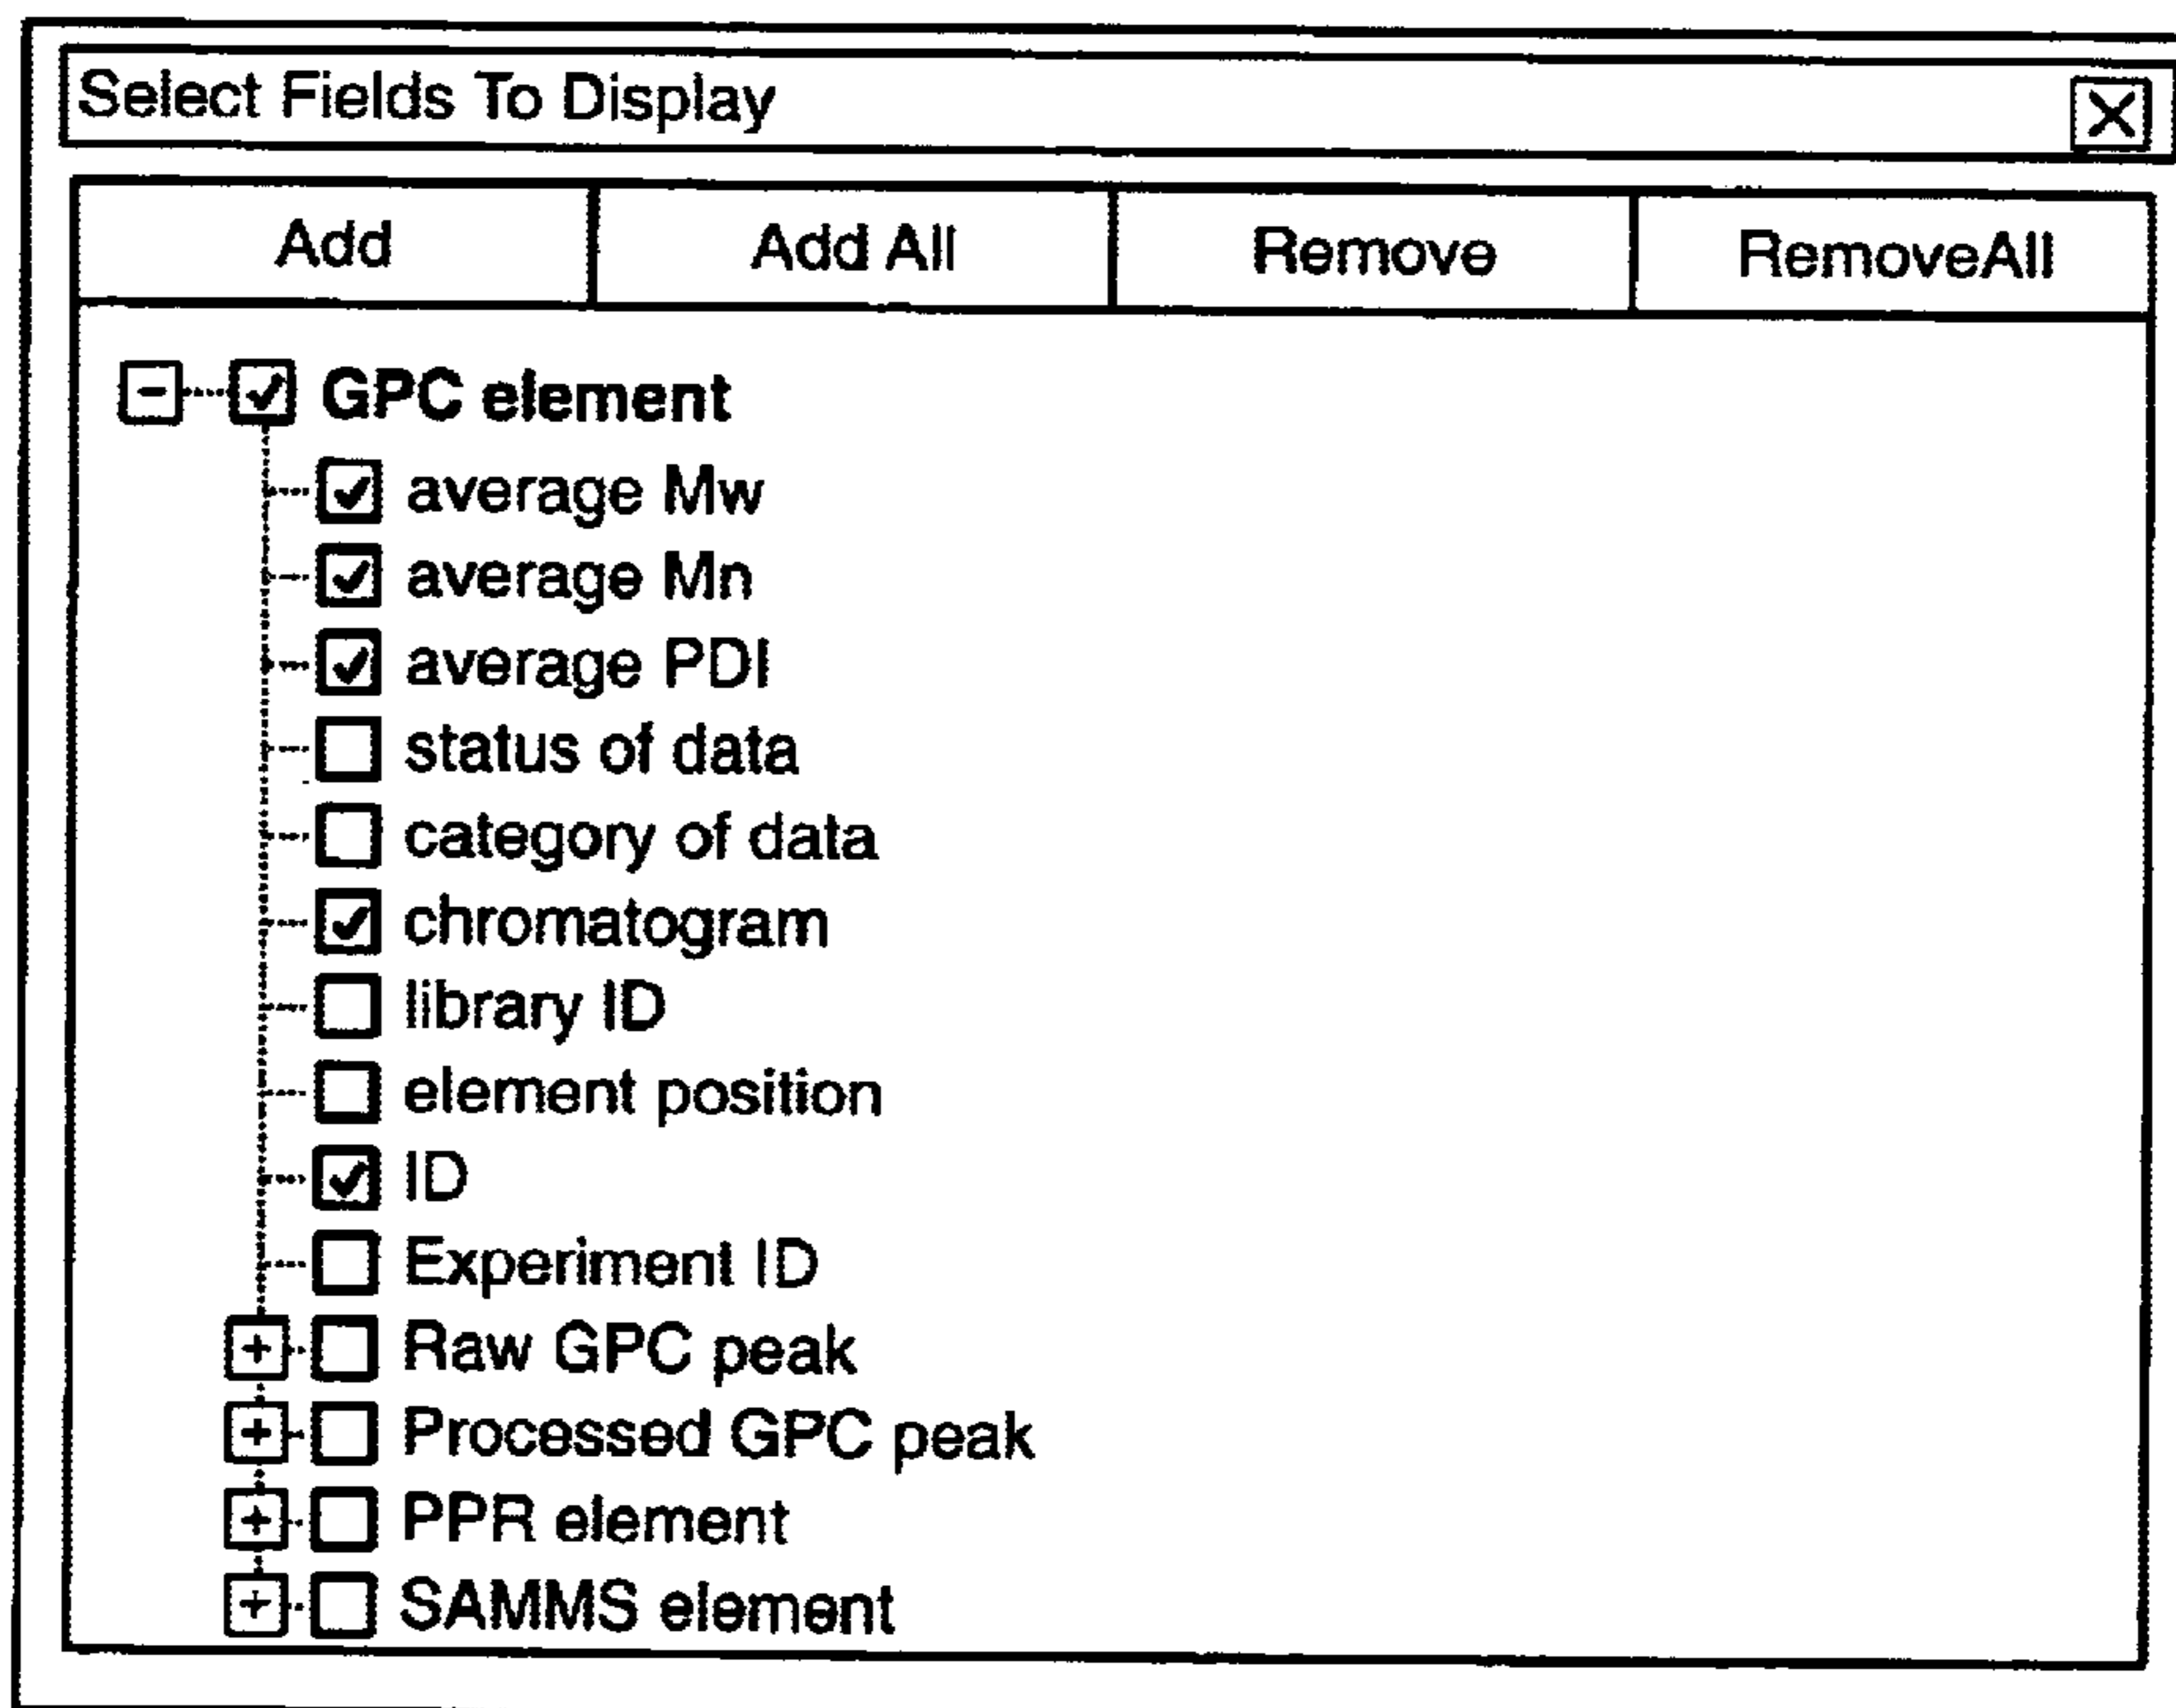 Select Fields To Display
Add Add All Remove RemoveAll
GPC element
average Mw
average Mn
average PDI
status of data
category of data
chromatogram
library ID
element position
ID
Experiment ID
Raw GPC peak
Processed GPC peak
PPR element
SAMMS element